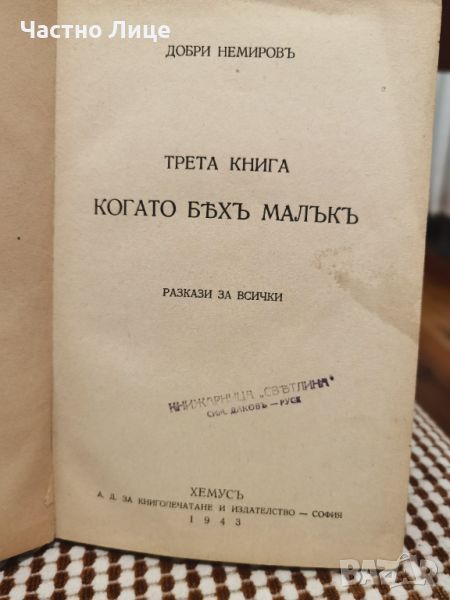 Частно Лице
ДОБРИ НЕМИРОВЪ
ТРЕТА КНИГА
КОГАТО БѢХЪ МАЛЪКЪ
РАЗКАЗИ ЗА ВСИЧКИ
КНИЖАРНИЦА „СВѢТЛИНА"
СИМ. ДАКОВЪ — РУСЕ
ХЕМУСЪ
А. Д. ЗА КНИГОПЕЧАТАНЕ И ИЗДАТЕЛСТВО — СОФИЯ
1943
BAZAR